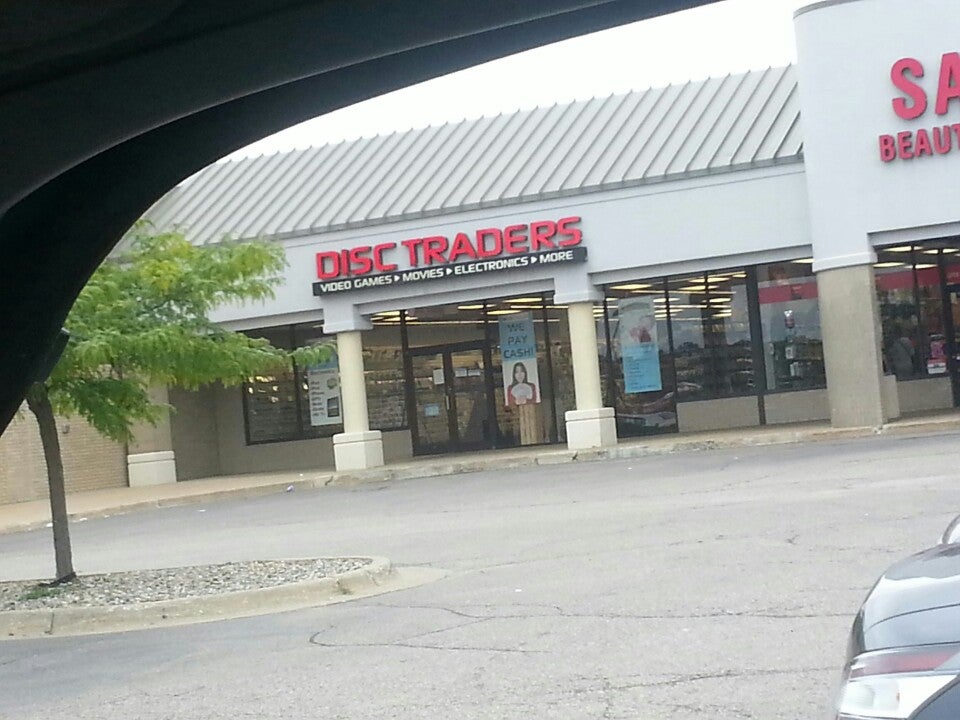 DISC TRADERS
VIDEO GAMES ▸ MOVIES ▸ ELECTRONICS ▸ MORE
SA
BEAUT
WE
PAY
CASH!